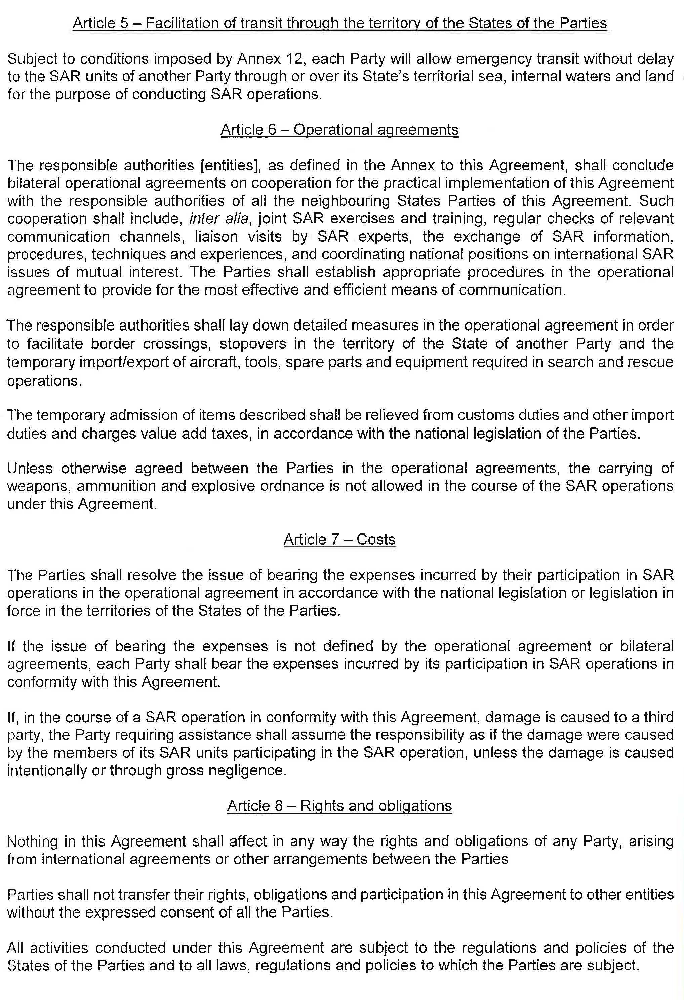 Article 5 – Facilitation of transit through the territory of the States of the Parties
Subject to conditions imposed by Annex 12, each Party will allow emergency transit without delay
to the SAR units of another Party through or over its State's territorial sea, internal waters and land
for the purpose of conducting SAR operations.
Article 6 – Operational agreements
The responsible authorities [entities], as defined in the Annex to this Agreement, shall conclude
bilateral operational agreements on cooperation for the practical implementation of this Agreement
with the responsible authorities of all the neighbouring States Parties of this Agreement. Such
cooperation shall include, inter alia, joint SAR exercises and training, regular checks of relevant
communication channels, liaison visits by SAR experts, the exchange of SAR information,
procedures, techniques and experiences, and coordinating national positions on international SAR
issues of mutual interest. The Parties shall establish appropriate procedures in the operational
agreement to provide for the most effective and efficient means of communication.
The responsible authorities shall lay down detailed measures in the operational agreement in order
to facilitate border crossings, stopovers in the territory of the State of another Party and the
temporary import/export of aircraft, tools, spare parts and equipment required in search and rescue
operations.
The temporary admission of items described shall be relieved from customs duties and other import
duties and charges value add taxes, in accordance with the national legislation of the Parties.
Unless otherwise agreed between the Parties in the operational agreements, the carrying of
weapons, ammunition and explosive ordnance is not allowed in the course of the SAR operations
under this Agreement.
Article 7 – Costs
The Parties shall resolve the issue of bearing the expenses incurred by their participation in SAR
operations in the operational agreement in accordance with the national legislation or legislation in
force in the territories of the States of the Parties.
If the issue of bearing the expenses is not defined by the operational agreement or bilateral
agreements, each Party shall bear the expenses incurred by its participation in SAR operations in
conformity with this Agreement.
If, in the course of a SAR operation in conformity with this Agreement, damage is caused to a third
party, the Party requiring assistance shall assume the responsibility as if the damage were caused
by the members of its SAR units participating in the SAR operation, unless the damage is caused
intentionally or through gross negligence.
Article 8 – Rights and obligations
Nothing in this Agreement shall affect in any way the rights and obligations of any Party, arising
from international agreements or other arrangements between the Parties
Parties shall not transfer their rights, obligations and participation in this Agreement to other entities
without the expressed consent of all the Parties.
All activities conducted under this Agreement are subject to the regulations and policies of the
States of the Parties and to all laws, regulations and policies to which the Parties are subject.